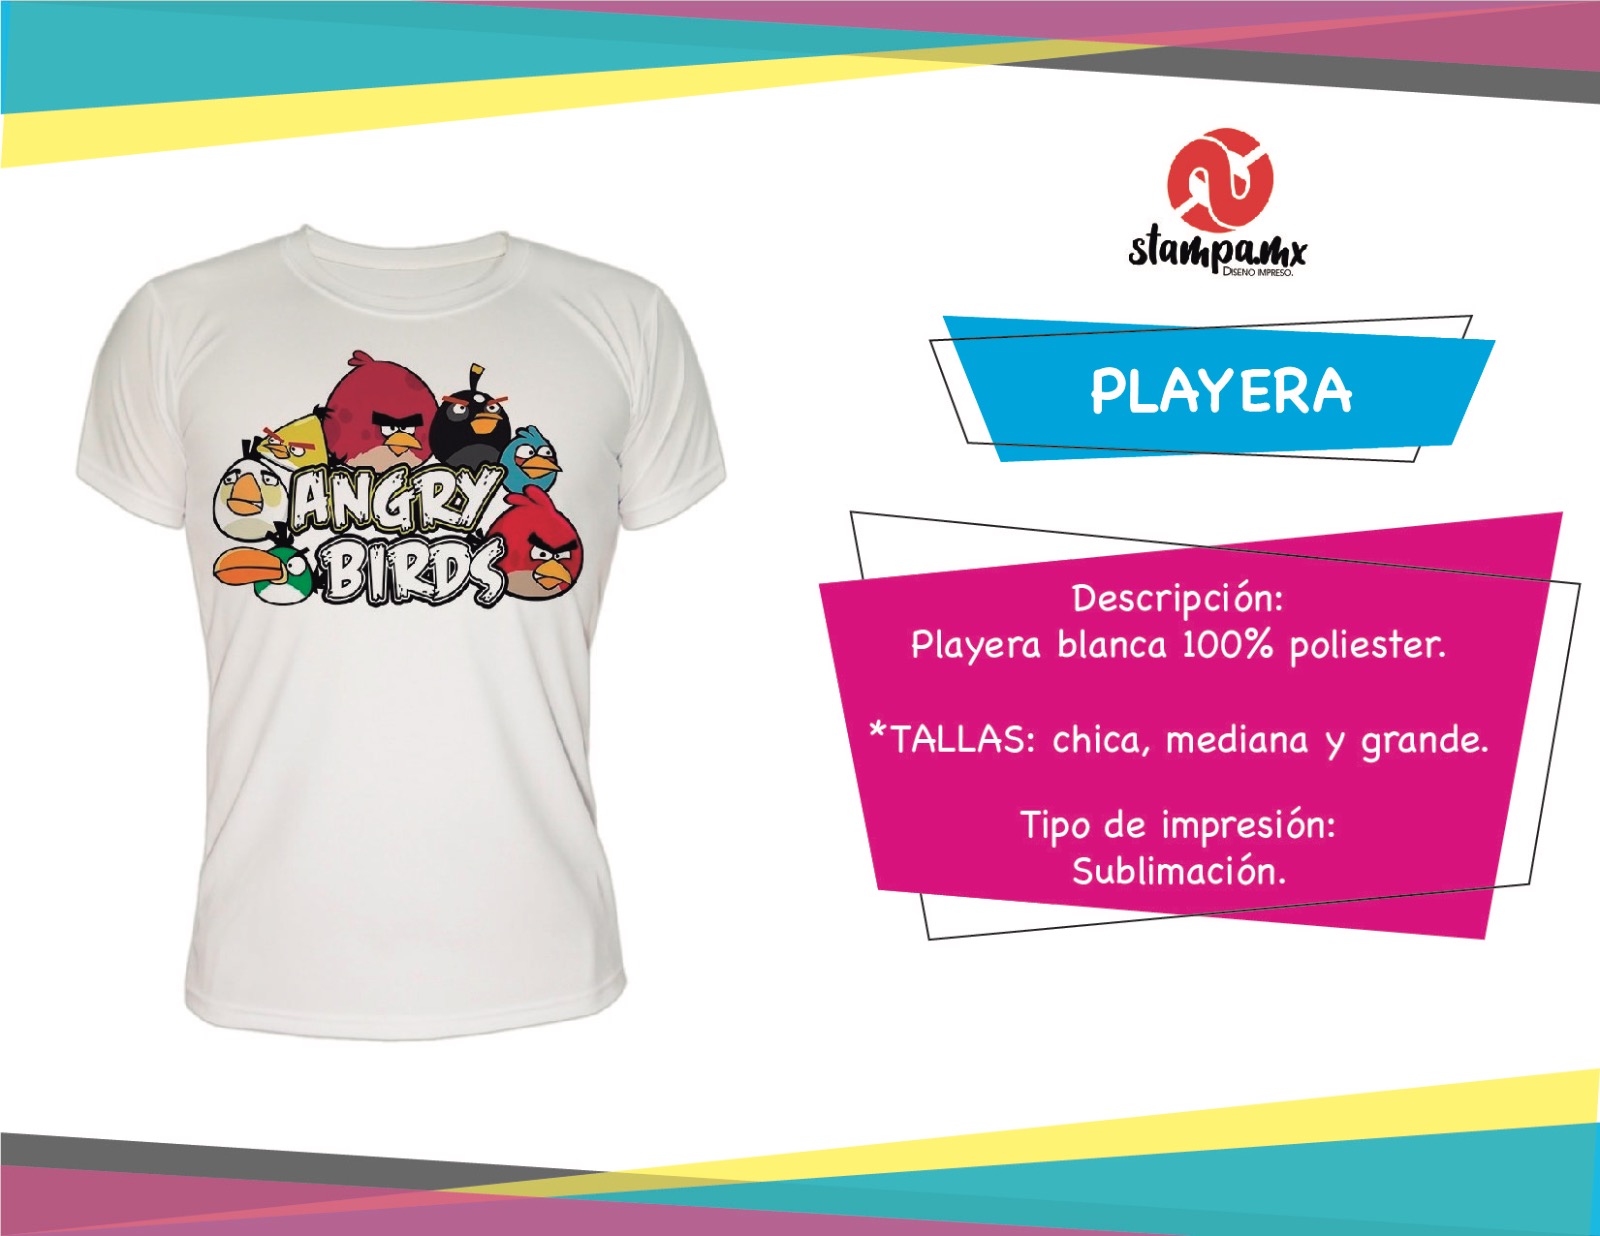 stampa.mx
DISENO IMPRESO.
PLAYERA
ANGRY
BIRDS
Descripción:
Playera blanca 100% poliester.
*TALLAS: chica, mediana y grande.
Tipo de impresión:
Sublimación.